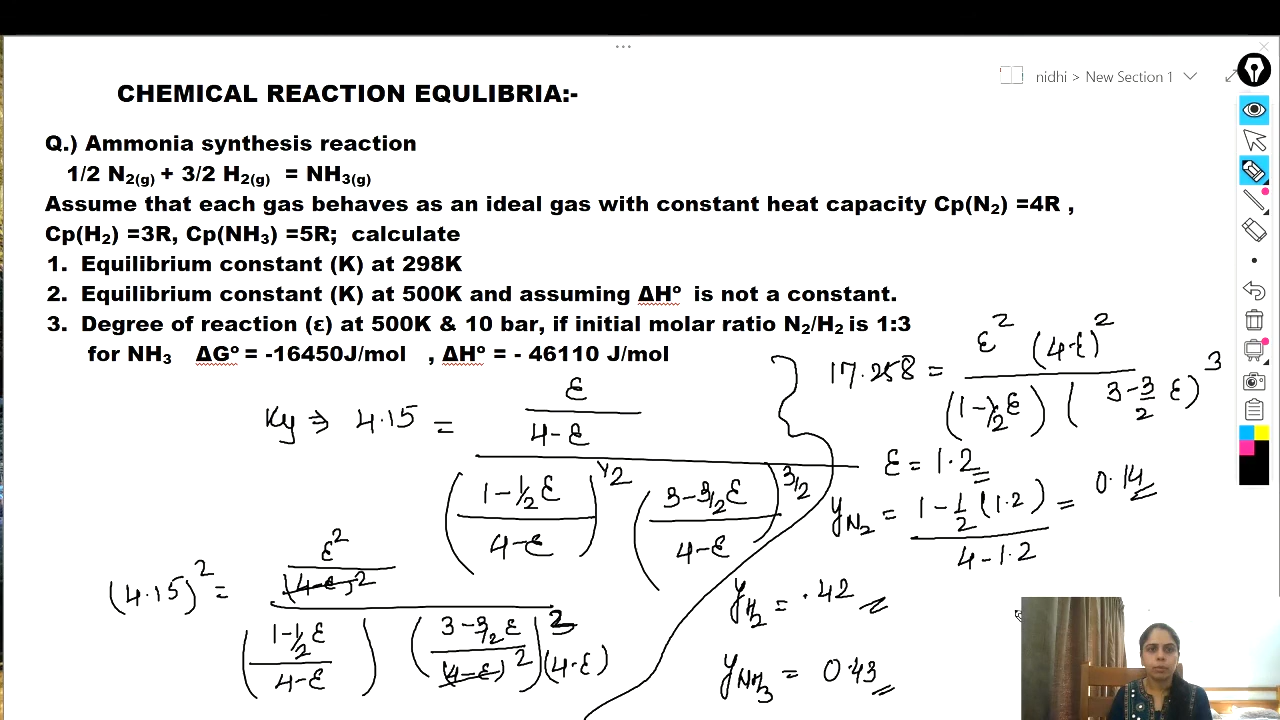 nidhi > New Section 1
CHEMICAL REACTION EQULIBRIA:-
Q.) Ammonia synthesis reaction
1/2 N2(g) + 3/2 H2(g) = NH3(g)
Assume that each gas behaves as an ideal gas with constant heat capacity Cp(N2) =4R ,
Cp(H2) =3R, Cp(NH3) =5R; calculate
1. Equilibrium constant (K) at 298K
2. Equilibrium constant (K) at 500K and assuming ΔHº is not a constant.
3. Degree of reaction (ε) at 500K & 10 bar, if initial molar ratio N2/H2 is 1:3
for NH3 ΔGº = -16450J/mol , ΔHº = - 46110 J/mol
Ky ⇒ 4.15 = (ε / 4-ε) / ((1-1/2ε / 4-ε)^1/2 (3-3/2ε / 4-ε)^3/2)
(4.15)² = (ε² / (4-ε)²) / ((1-1/2ε / 4-ε) (3-3/2ε / (4-ε)²)³ (4-ε))
17.258 = ε² (4-ε)² / (1-1/2ε) (3-3/2 ε)³
ε = 1.2
yN2 = 1-1/2(1.2) / 4-1.2 = 0.14
yH2 = .42
yNH3 = 0.43